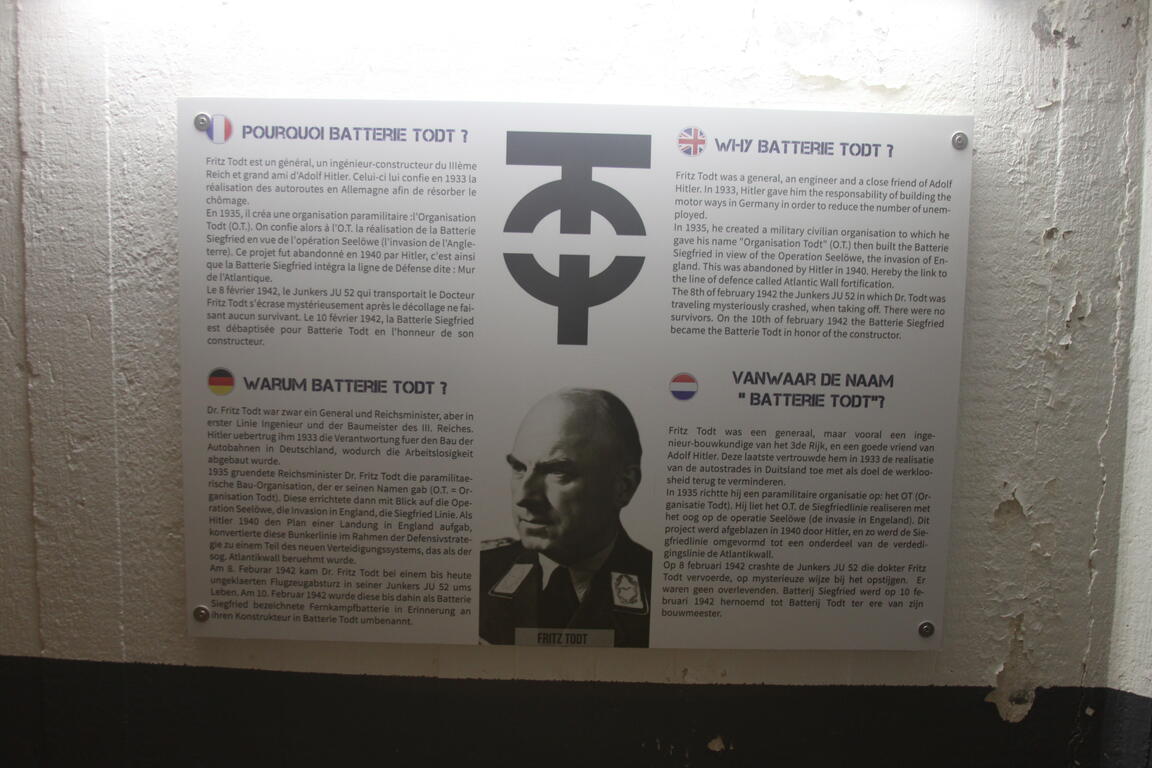 POURQUOI BATTERIE TODT ?
Fritz Todt est un général, un ingénieur-constructeur du IIIème
Reich et grand ami d'Adolf Hitler. Celui-ci lui confie en 1933 la
réalisation des autoroutes en Allemagne afin de résorber le
chômage.
En 1935, il créa une organisation paramilitaire :l'Organisation
Todt (O.T.). On confie alors à l'O.T. la réalisation de la Batterie
Siegfried en vue de l'opération Seelöwe (l'invasion de l'Angle-
terre). Ce projet fut abandonné en 1940 par Hitler, c'est ainsi
que la Batterie Siegfried intégra la ligne de Défense dite : Mur
de l'Atlantique.
Le 8 février 1942, le Junkers JU 52 qui transportait le Docteur
Fritz Todt s'écrase mystérieusement après le décollage ne fai-
sant aucun survivant. Le 10 février 1942, la Batterie Siegfried
est débaptisée pour Batterie Todt en l'honneur de son
constructeur.
WHY BATTERIE TODT ?
Fritz Todt was a general, an engineer and a close friend of Adolf
Hitler. In 1933, Hitler gave him the responsability of building the
motor ways in Germany in order to reduce the number of unem-
ployed.
In 1935, he created a military civilian organisation to which he
gave his name "Organisation Todt" (O.T.) then built the Batterie
Siegfried in view of the Operation Seelöwe, the invasion of En-
gland. This was abandoned by Hitler in 1940. Hereby the link to
the line of defence called Atlantic Wall fortification.
The 8th of february 1942 the Junkers JU 52 in which Dr. Todt was
traveling mysteriously crashed, when taking off. There were no
survivors. On the 10th of february 1942 the Batterie Siegfried
became the Batterie Todt in honor of the constructor.
WARUM BATTERIE TODT ?
Dr. Fritz Todt war zwar ein General und Reichsminister, aber in
erster Linie Ingenieur und der Baumeister des III. Reiches.
Hitler uebertrug ihm 1933 die Verantwortung fuer den Bau der
Autobahnen in Deutschland, wodurch die Arbeitslosigkeit
abgebaut wurde.
1935 gruendete Reichsminister Dr. Fritz Todt die paramilitae-
rische Bau-Organisation, der er seinen Namen gab (O.T. = Or-
ganisation Todt). Diese errichtete dann mit Blick auf die Ope-
ration Seelöwe, die Invasion in England, die Siegfried Linie. Als
Hitler 1940 den Plan einer Landung in England aufgab,
konvertierte diese Bunkerlinie im Rahmen der Defensivstrate-
gie zu einem Teil des neuen Verteidigungssystems, das als der
sog. Atlantikwall beruehmt wurde.
Am 8. Feburar 1942 kam Dr. Fritz Todt bei einem bis heute
ungeklaerten Flugzeugabsturz in seiner Junkers JU 52 ums
Leben. Am 10. Februar 1942 wurde diese bis dahin als Batterie
Siegfried bezeichnete Fernkampfbatterie in Erinnerung an
ihren Konstrukteur in Batterie Todt umbenannt.
FRITZ TODT
VANWAAR DE NAAM
" BATTERIE TODT"?
Fritz Todt was een generaal, maar vooral een inge-
nieur-bouwkundige van het 3de Rijk, en een goede vriend van
Adolf Hitler. Deze laatste vertrouwde hem in 1933 de realisatie
van de autostrades in Duitsland toe met als doel de werkloo-
sheid terug te verminderen.
In 1935 richtte hij een paramilitaire organisatie op: het OT (Or-
ganisatie Todt). Hij liet het O.T. de Siegfriedlinie realiseren met
het oog op de operatie Seelöwe (de invasie in Engeland). Dit
project werd afgeblazen in 1940 door Hitler, en zo werd de Sie-
gfriedlinie omgevormd tot een onderdeel van de verdedi-
gingslinie de Atlantikwall.
Op 8 februari 1942 crashte de Junkers JU 52 die dokter Fritz
Todt vervoerde, op mysterieuze wijze bij het opstijgen. Er
waren geen overlevenden. Batterij Siegfried werd op 10 fe-
bruari 1942 hernoemd tot Batterij Todt ter ere van zijn
bouwmeester.